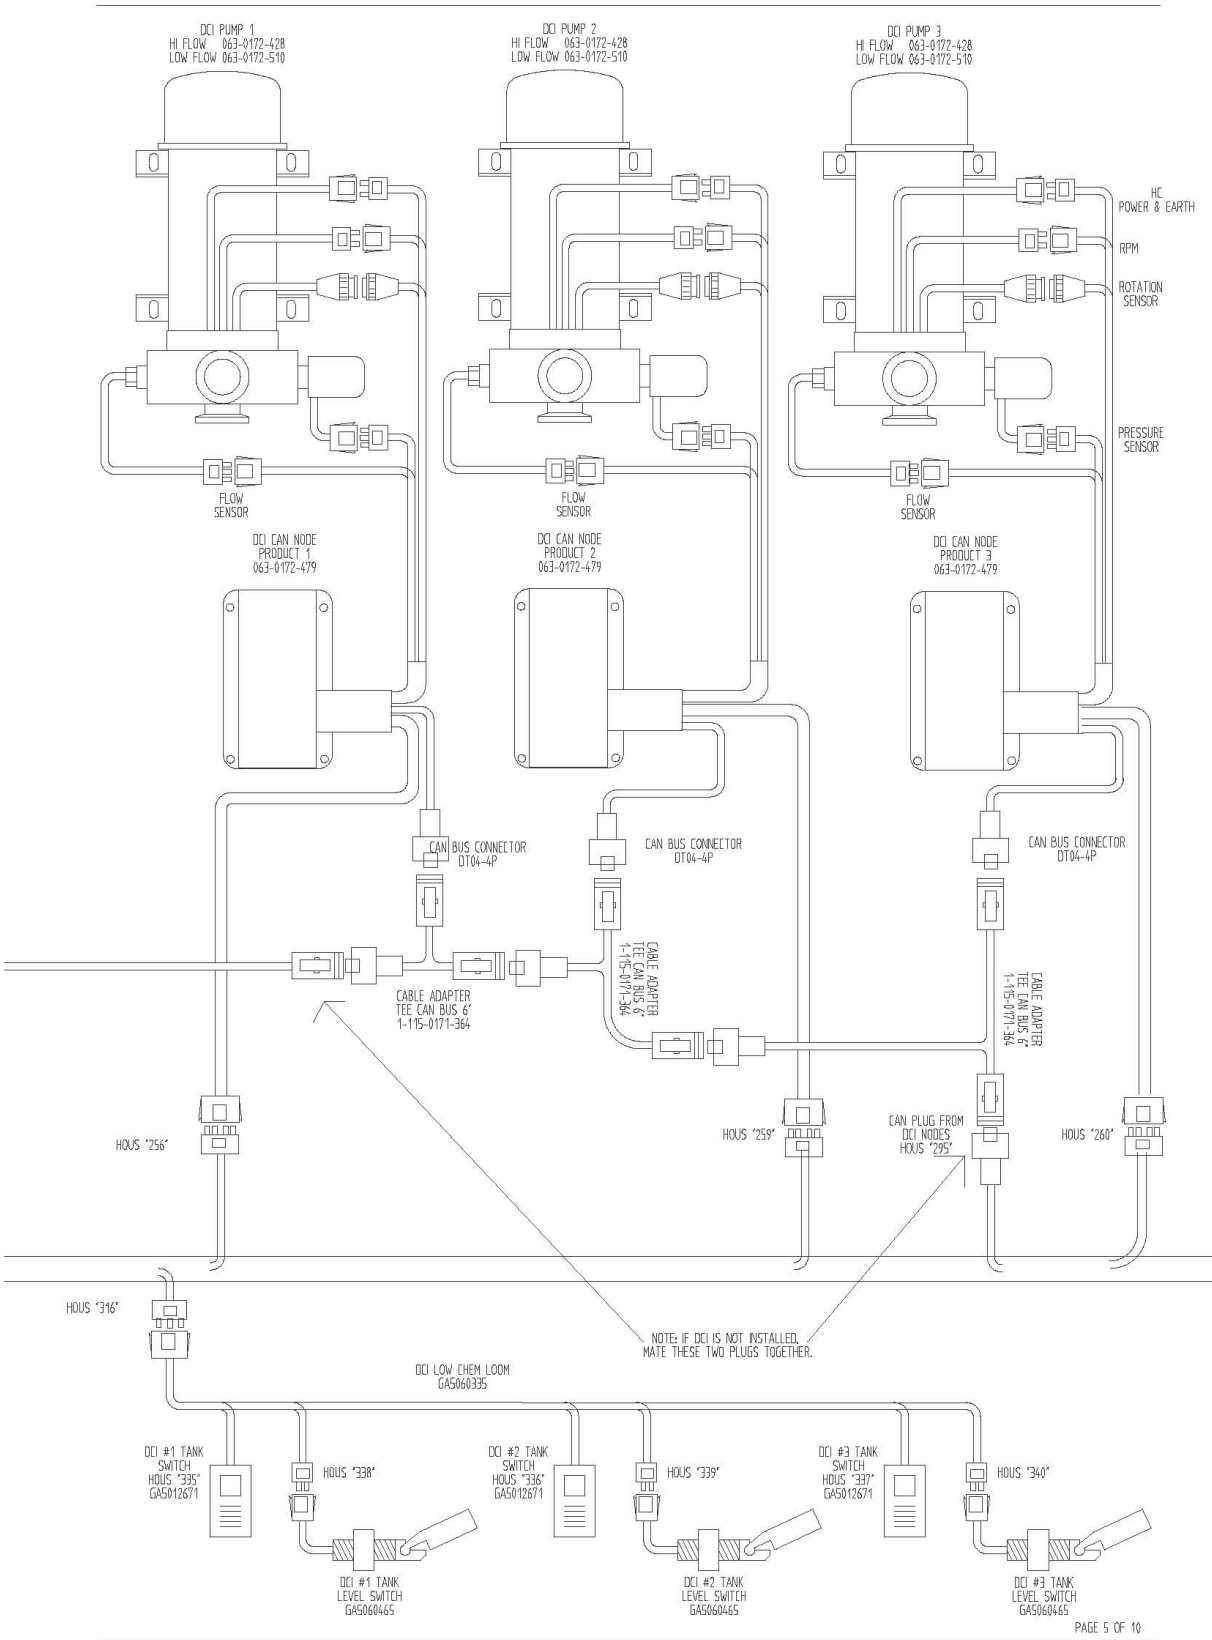 DCI PUMP 1
HI FLOW 063-0172-428
LOW FLOW 063-0172-510
DCI PUMP 2
HI FLOW 063-0172-428
LOW FLOW 063-0172-510
DCI PUMP 3
HI FLOW 063-0172-428
LOW FLOW 063-0172-510
HC
POWER & EARTH
RPM
ROTATION
SENSOR
PRESSURE
SENSOR
FLOW
SENSOR
FLOW
SENSOR
FLOW
SENSOR
DCI CAN NODE
PRODUCT 1
063-0172-479
DCI CAN NODE
PRODUCT 2
063-0172-479
DCI CAN NODE
PRODUCT 3
063-0172-479
CAN BUS CONNECTOR
DT04-4P
CAN BUS CONNECTOR
DT04-4P
CAN BUS CONNECTOR
DT04-4P
CABLE ADAPTER
TEE CAN BUS 6"
1-115-0171-364
CABLE ADAPTER
TEE CAN BUS 6"
1-115-0171-364
CABLE ADAPTER
TEE CAN BUS 6"
1-115-0171-364
HOUS "256"
HOUS "259"
CAN PLUG FROM
DCI NODES
HOUS "295"
HOUS "260"
HOUS "316"
NOTE: IF DCI IS NOT INSTALLED,
MATE THESE TWO PLUGS TOGETHER.
DCI LOW CHEM LOOM
GA5060335
DCI #1 TANK
SWITCH
HOUS "335"
GA5012671
HOUS "338"
DCI #2 TANK
SWITCH
HOUS "336"
GA5012671
HOUS "339"
DCI #3 TANK
SWITCH
HOUS "337"
GA5012671
HOUS "340"
DCI #1 TANK
LEVEL SWITCH
GA5060465
DCI #2 TANK
LEVEL SWITCH
GA5060465
DCI #3 TANK
LEVEL SWITCH
GA5060465
PAGE 5 OF 10